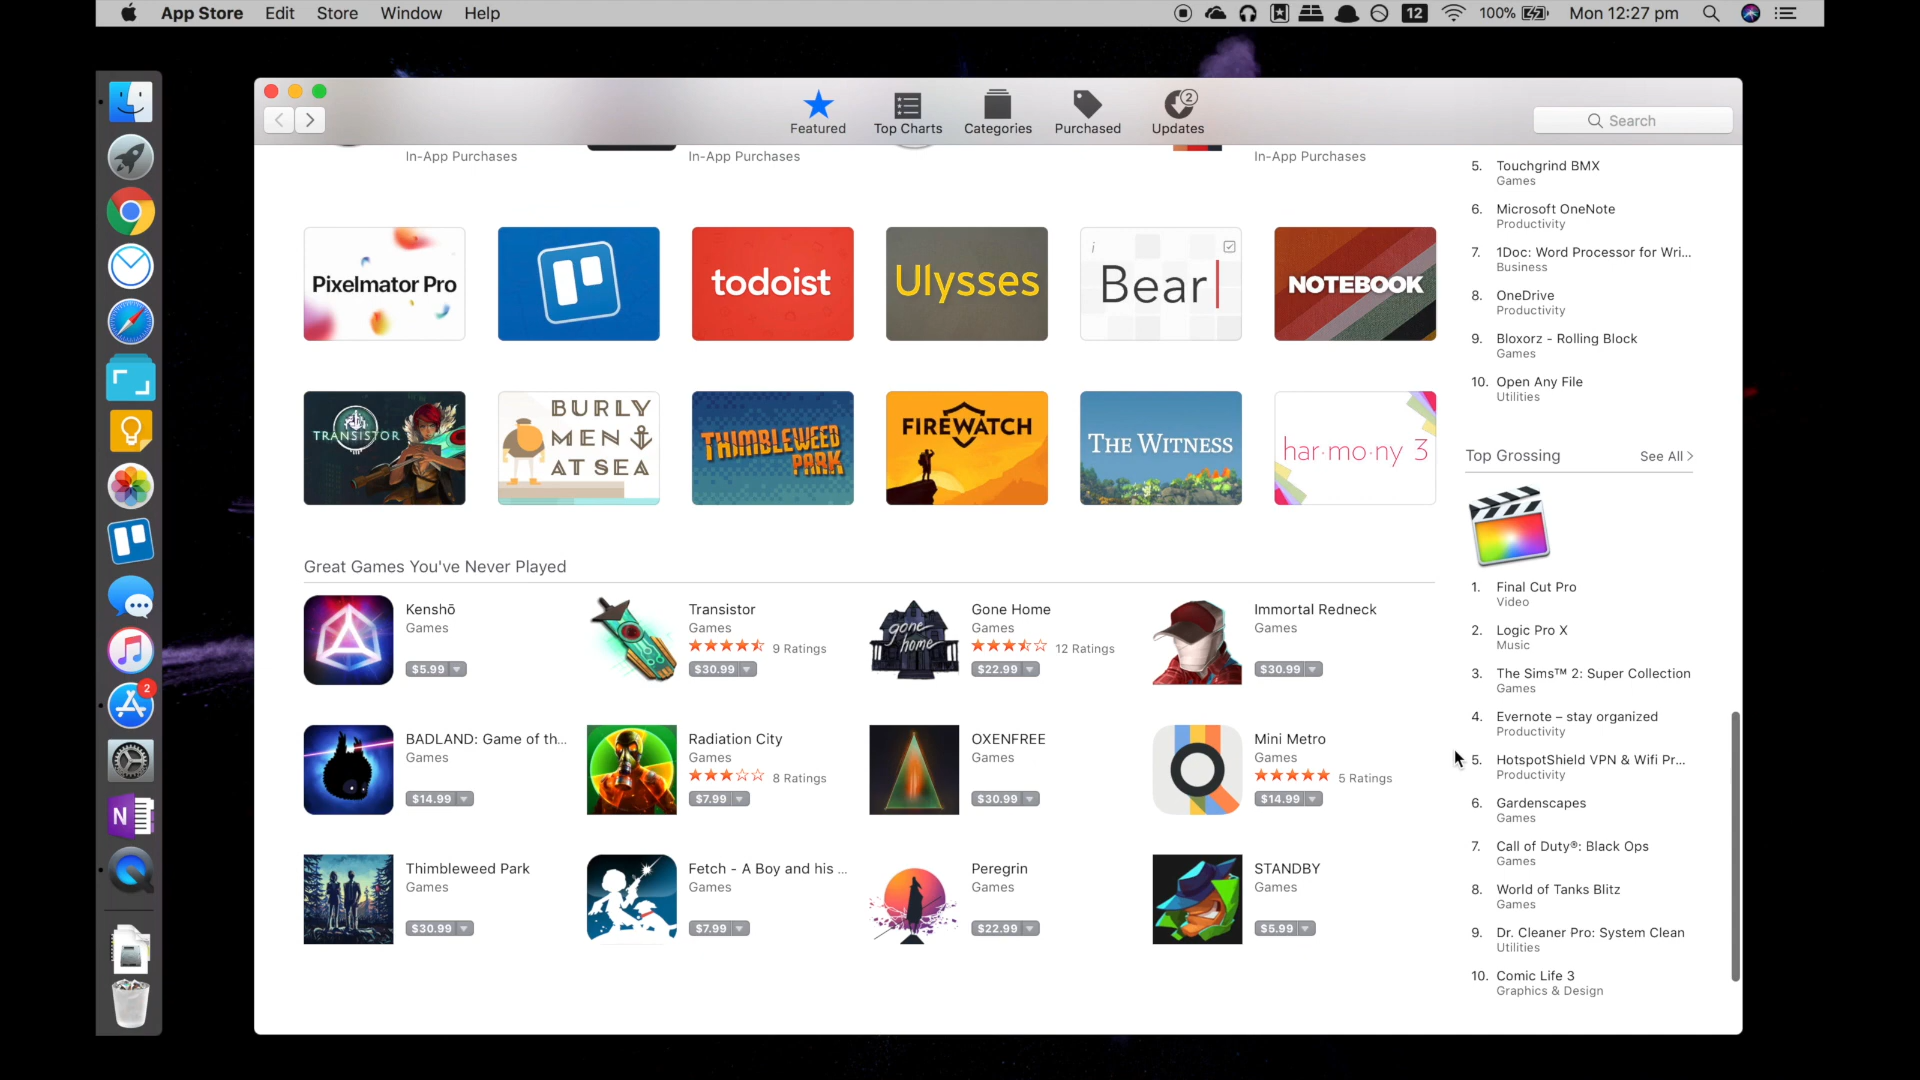 App Store Edit Store Window Help 12 100% Mon 12:27 pm
Featured Top Charts Categories Purchased Updates 2
Search
In-App Purchases In-App Purchases In-App Purchases
Pixelmator Pro
todoist
Ulysses
i
Bear
NOTEBOOK
TRANSISTOR
BURLY
MEN
AT SEA
THIMBLEWEED
PARK
FIREWATCH
THE WITNESS
har·mo·ny 3
Great Games You've Never Played
Kenshō
Games
$5.99
Transistor
Games
9 Ratings
$30.99
gone
home
Gone Home
Games
12 Ratings
$22.99
Immortal Redneck
Games
$30.99
BADLAND: Game of th...
Games
$14.99
Radiation City
Games
8 Ratings
$7.99
OXENFREE
Games
$30.99
Mini Metro
Games
5 Ratings
$14.99
Thimbleweed Park
Games
$30.99
Fetch - A Boy and his ...
Games
$7.99
Peregrin
Games
$22.99
STANDBY
Games
$5.99
5. Touchgrind BMX
Games
6. Microsoft OneNote
Productivity
7. 1Doc: Word Processor for Wri...
Business
8. OneDrive
Productivity
9. Bloxorz - Rolling Block
Games
10. Open Any File
Utilities
Top Grossing See All
1. Final Cut Pro
Video
2. Logic Pro X
Music
3. The Sims™ 2: Super Collection
Games
4. Evernote – stay organized
Productivity
5. HotspotShield VPN & Wifi Pr...
Productivity
6. Gardenscapes
Games
7. Call of Duty®: Black Ops
Games
8. World of Tanks Blitz
Games
9. Dr. Cleaner Pro: System Clean
Utilities
10. Comic Life 3
Graphics & Design
2
N